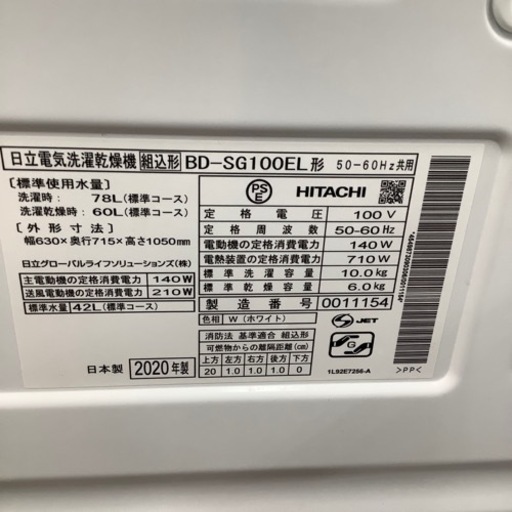 日立電気洗濯乾燥機 組込形 BD-SG100EL形 50-60Hz共用
〔標準使用水量〕
洗濯時: 78L(標準コース)
洗濯乾燥時: 60L(標準コース)
〔外形寸法〕
幅630×奥行715×高さ1050mm
日立グローバルライフソリューションズ(株)
主電動機の定格消費電力 140W
送風電動機の定格消費電力 210W
標準水量 42L(標準コース)
日本製 2020年製
PSE HITACHI
定格電圧 100V
定格周波数 50-60Hz
電動機の定格消費電力 140W
電熱装置の定格消費電力 710W
標準洗濯容量 10.0kg
標準乾燥容量 6.0kg
製造番号 0011154
色相 W(ホワイト)
S JET
消防法 基準適合 組込形
可燃物からの離隔距離(cm)
上方 左方 右方 前方 後方 下方
20 1.0 1.0 1.0 1.0 0
G
1L92E7256-A
>PP<